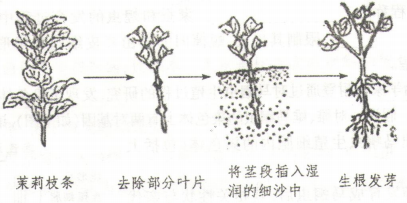 茉莉枝条
去除部分叶片
将茎段插入湿
润的细沙中
生根发芽